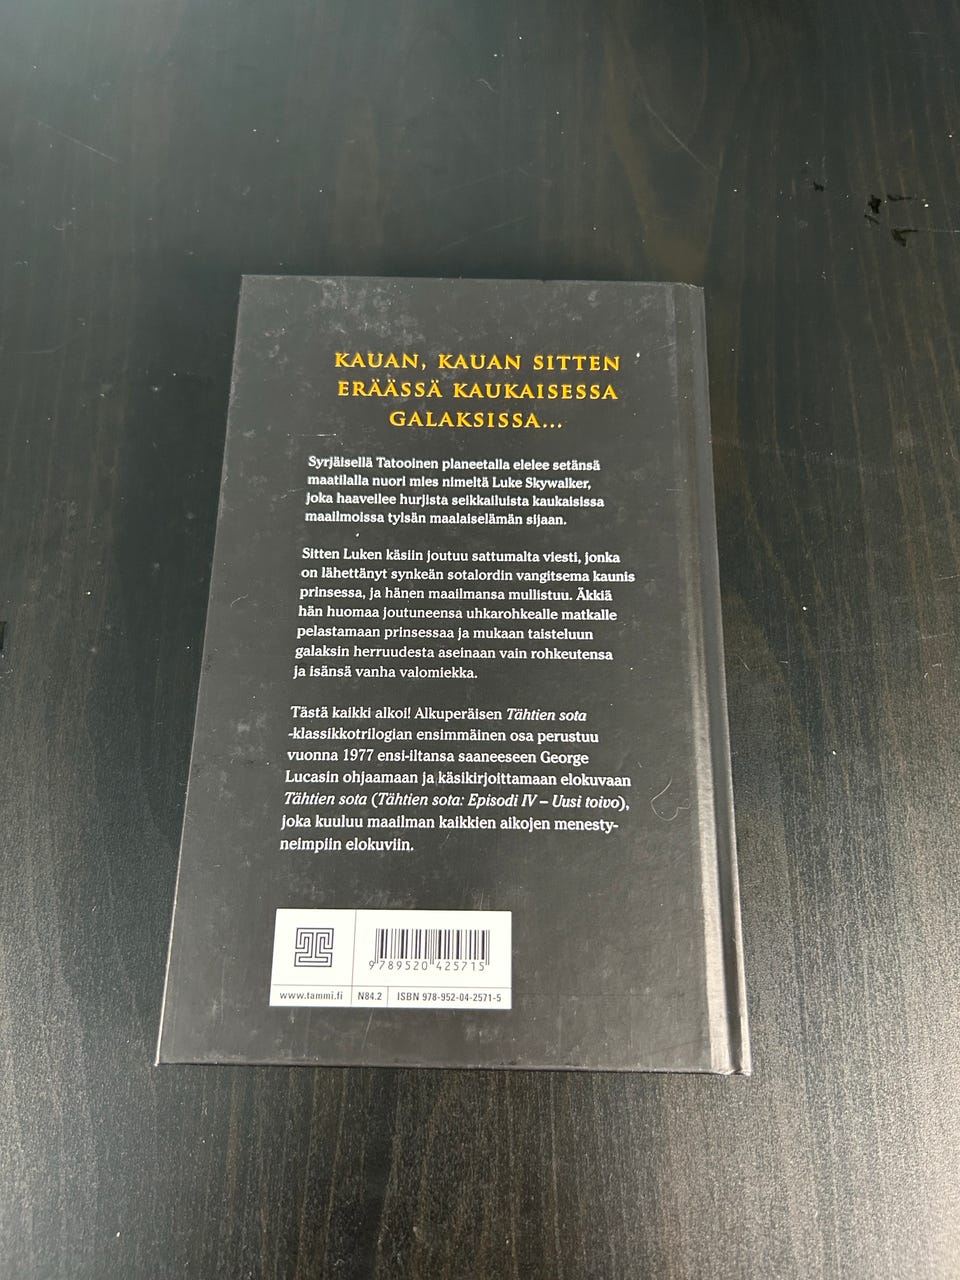 KAUAN, KAUAN SITTEN
ERÄÄSSÄ KAUKAISESSA
GALAKSISSA...
Syrjäisellä Tatooinen planeetalla elelee setänsä
maatilalla nuori mies nimeltä Luke Skywalker,
joka haaveilee hurjista seikkailuista kaukaisissa
maailmoissa tylsän maalaiselämän sijaan.
Sitten Luken käsiin joutuu sattumalta viesti, jonka
on lähettänyt synkeän sotalordin vangitsema kaunis
prinsessa, ja hänen maailmansa mullistuu. Äkkiä
hän huomaa joutuneensa uhkarohkealle matkalle
pelastamaan prinsessaa ja mukaan taisteluun
galaksin herruudesta aseinaan vain rohkeutensa
ja isänsä vanha valomiekka.
Tästä kaikki alkoi! Alkuperäisen Tähtien sota
-klassikkotrilogian ensimmäinen osa perustuu
vuonna 1977 ensi-iltansa saaneeseen George
Lucasin ohjaamaan ja käsikirjoittamaan elokuvaan
Tähtien sota (Tähtien sota: Episodi IV – Uusi toivo),
joka kuuluu maailman kaikkien aikojen menesty-
neimpiin elokuviin.
9 789520 425715
www.tammi.fi N84.2 ISBN 978-952-04-2571-5